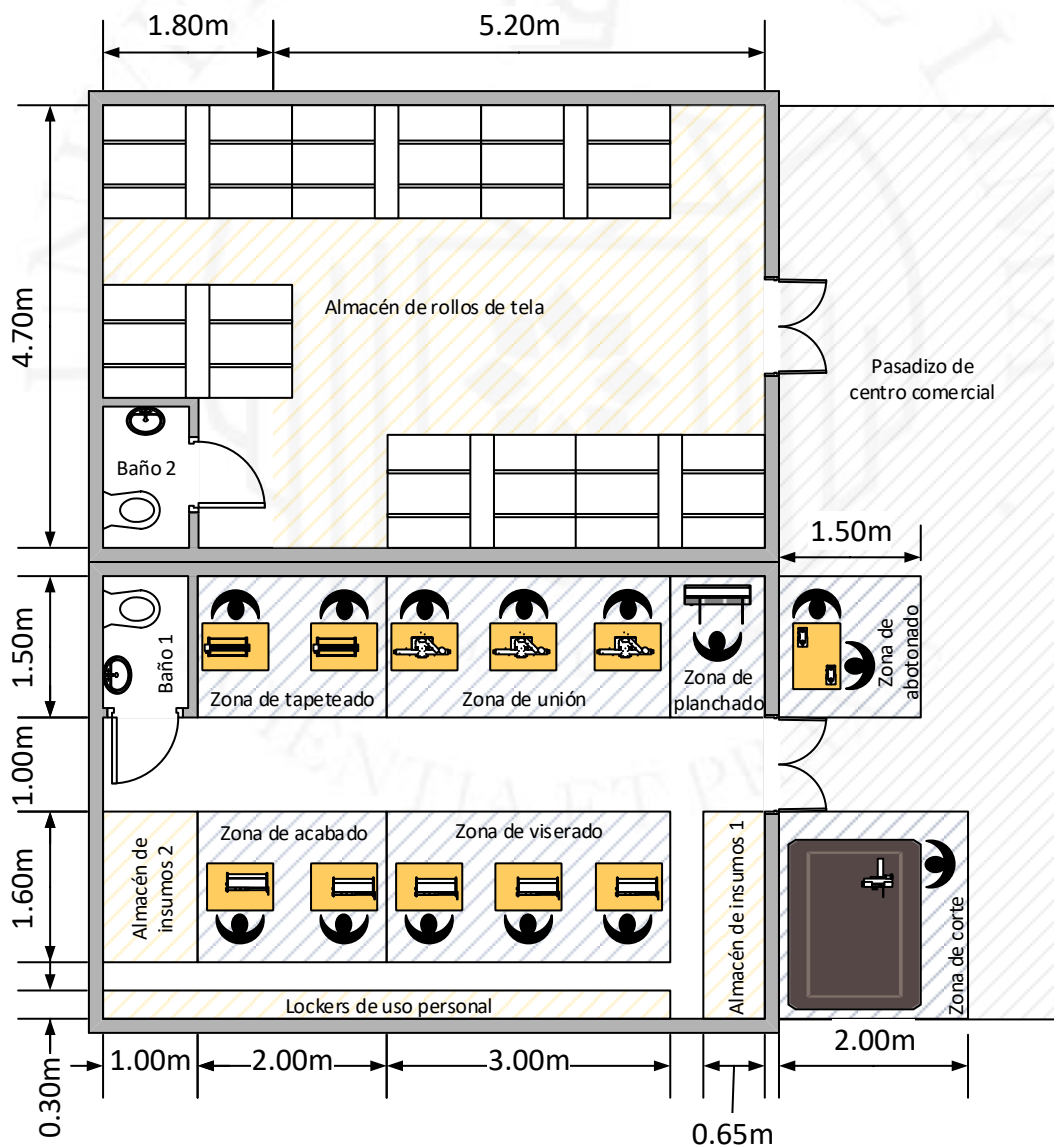 1.80m
5.20m
4.70m
Almacén de rollos de tela
Pasadizo de
centro comercial
Baño 2
1.50m
1.50m
Baño 1
Zona de tapeteado
Zona de unión
Zona de
planchado
Zona de
abotonado
1.00m
1.60m
Almacén de
insumos 2
Zona de acabado
Zona de viserado
Almacén de insumos 1
Zona de corte
Lockers de uso personal
0.30m
1.00m
2.00m
3.00m
0.65m
2.00m